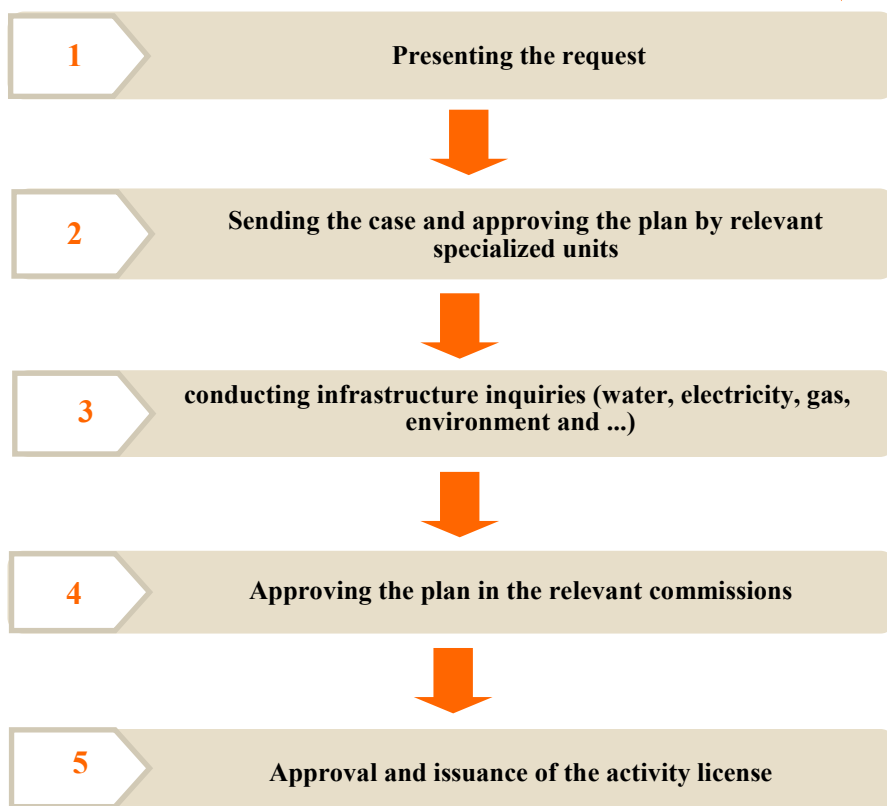 1
Presenting the request
2
Sending the case and approving the plan by relevant
specialized units
3
conducting infrastructure inquiries (water, electricity, gas,
environment and ...)
4
Approving the plan in the relevant commissions
5
Approval and issuance of the activity license